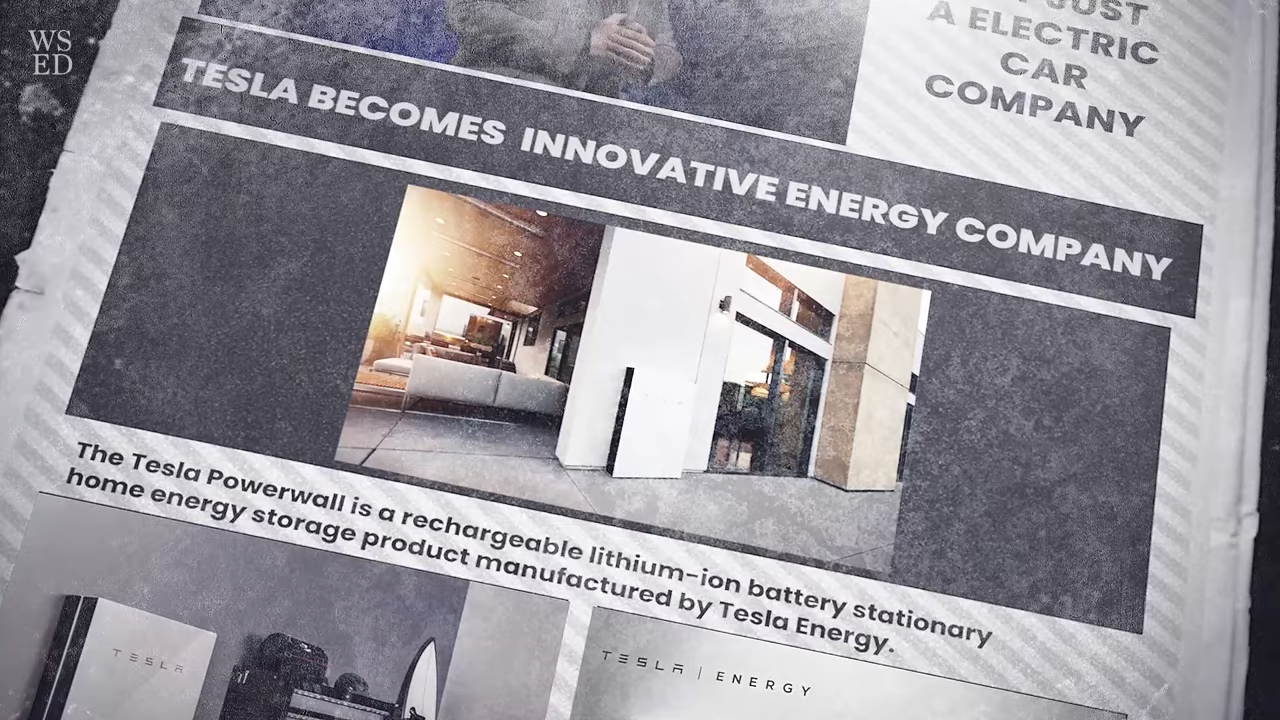 WS
ED
JUST
A ELECTRIC
CAR
COMPANY
TESLA BECOMES INNOVATIVE ENERGY COMPANY
The Tesla Powerwall is a rechargeable lithium-ion battery stationary
home energy storage product manufactured by Tesla Energy.
TESLA
TESLA | ENERGY